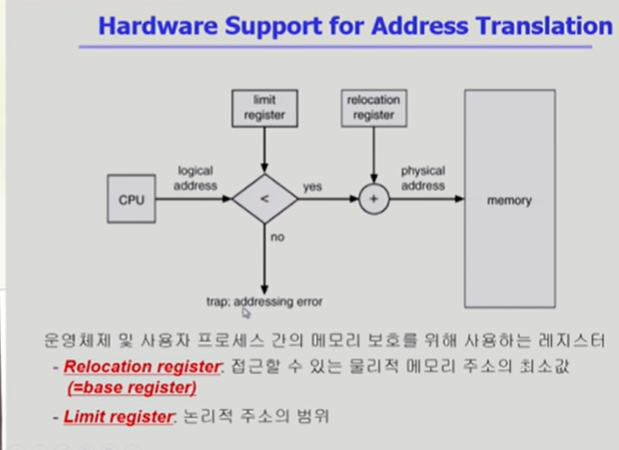 Hardware Support for Address Translation
limit
register
relocation
register
logical
address
physical
address
CPU
<
yes
+
memory
no
trap; addressing error
운영체제 및 사용자 프로세스 간의 메모리 보호를 위해 사용하는 레지스터
- Relocation register: 접근할 수 있는 물리적 메모리 주소의 최소값
(=base register)
- Limit register: 논리적 주소의 범위